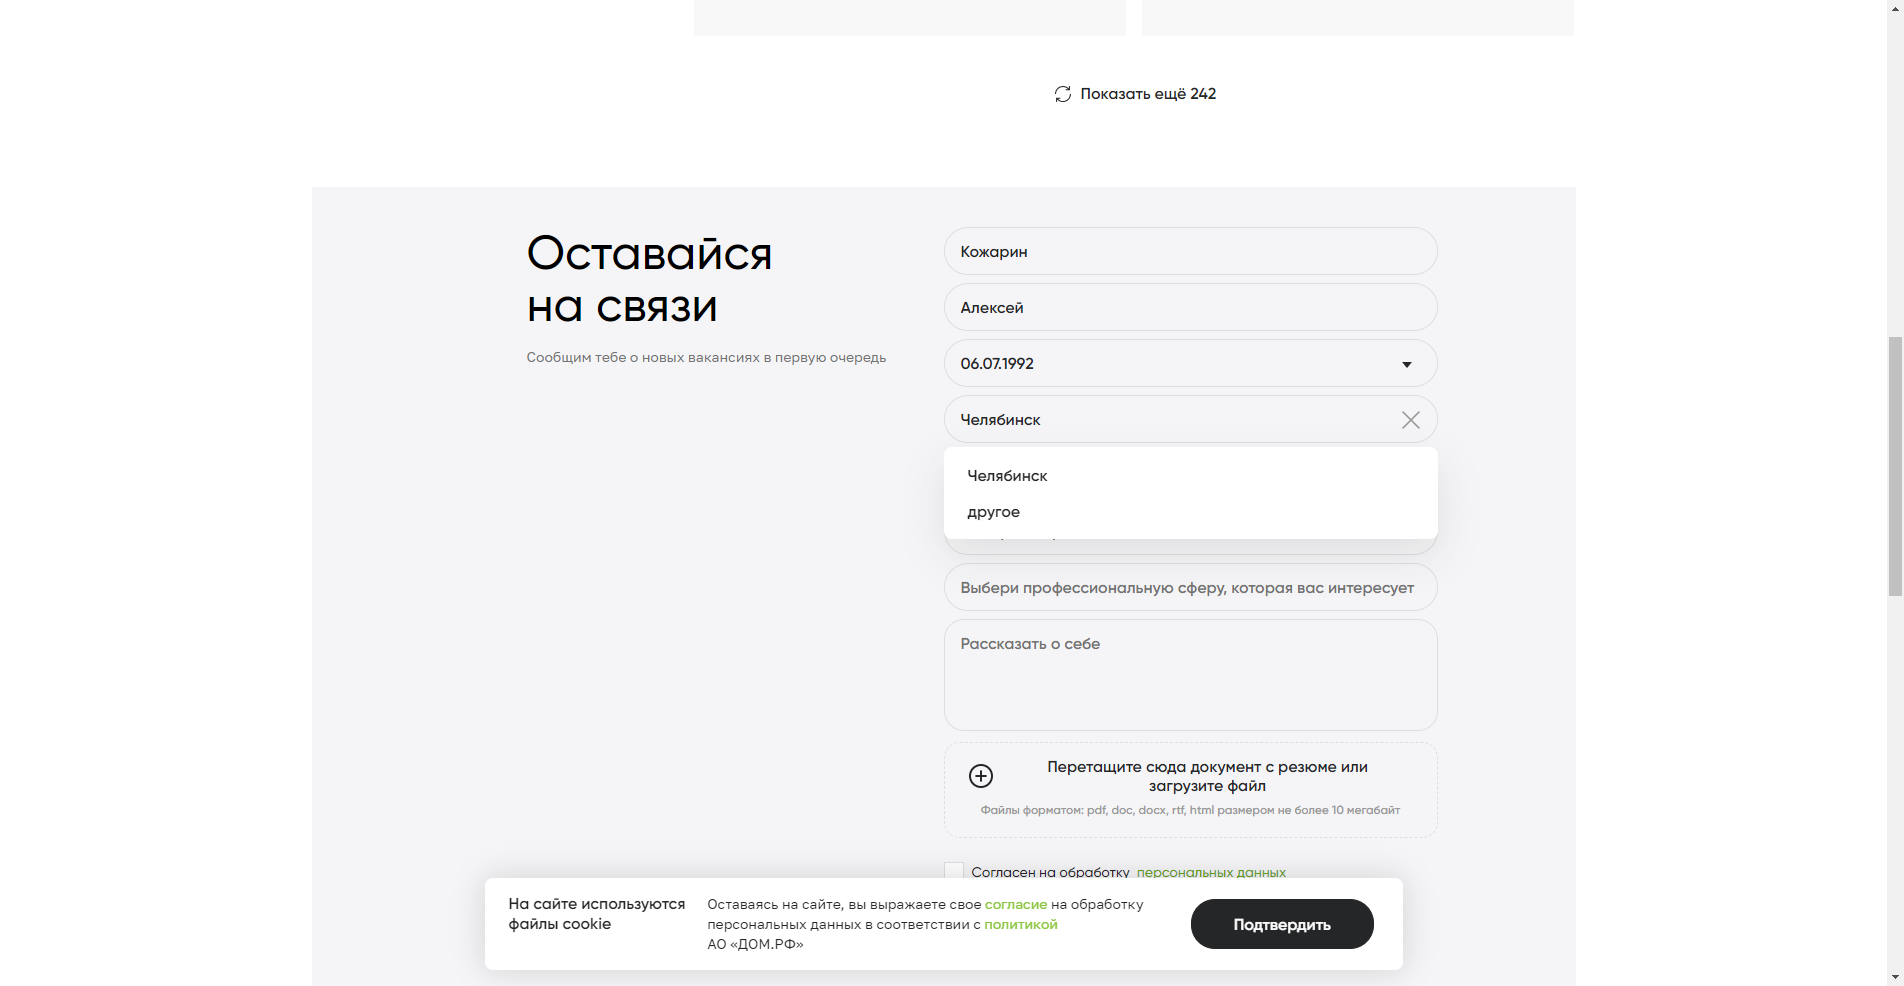 Показать ещё 242
Оставайся
на связи
Сообщим тебе о новых вакансиях в первую очередь
Кожарин
Алексей
06.07.1992
Челябинск
Челябинск
другое
Выбери профессиональную сферу, которая вас интересует
Рассказать о себе
Перетащите сюда документ с резюме или
загрузите файл
Файлы форматом: pdf, doc, docx, rtf, html размером не более 10 мегабайт
Согласен на обработку персональных данных
На сайте используются
файлы cookie
Оставаясь на сайте, вы выражаете свое согласие на обработку
персональных данных в соответствии с политикой
АО «ДОМ.РФ»
Подтвердить